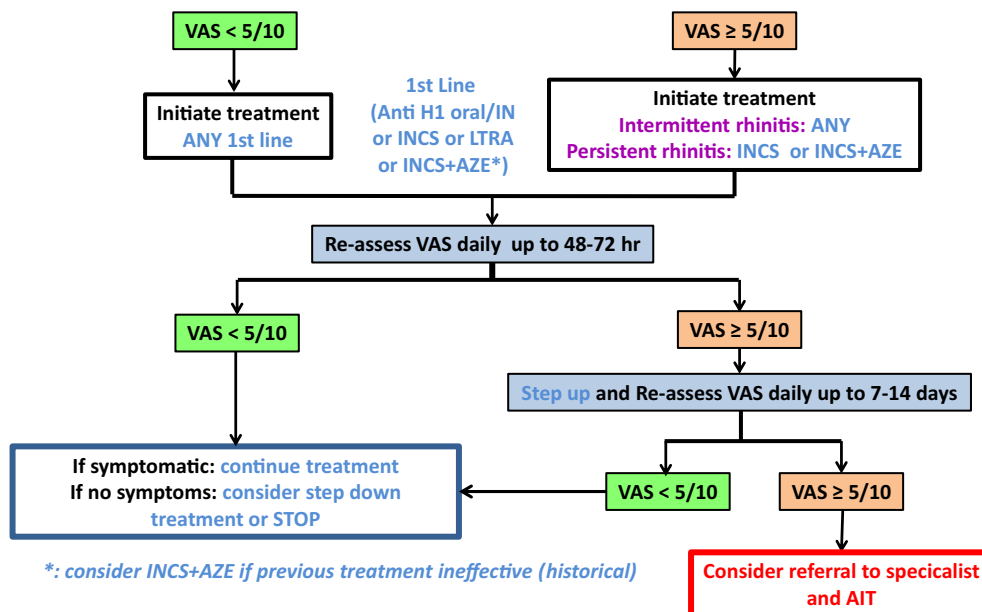 VAS < 5/10
VAS ≥ 5/10
Initiate treatment
ANY 1st line
1st Line
(Anti H1 oral/IN
or INCS or LTRA
or INCS+AZE*)
Initiate treatment
Intermittent rhinitis: ANY
Persistent rhinitis: INCS or INCS+AZE
Re-assess VAS daily up to 48-72 hr
VAS < 5/10
VAS ≥ 5/10
Step up and Re-assess VAS daily up to 7-14 days
If symptomatic: continue treatment
If no symptoms: consider step down
treatment or STOP
VAS < 5/10
VAS ≥ 5/10
*: consider INCS+AZE if previous treatment ineffective (historical)
Consider referral to specicalist
and AIT